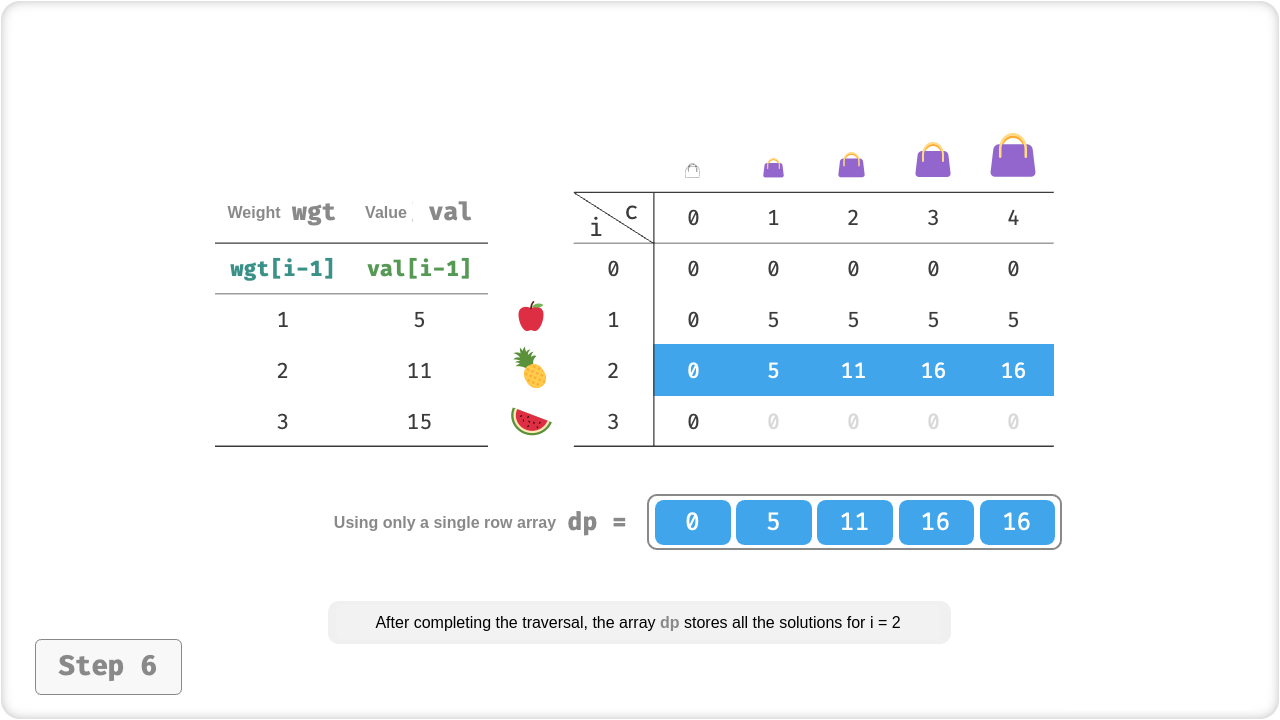 Weight wgt Value val
wgt[i-1] val[i-1]
1 5
2 11
3 15
i c 0 1 2 3 4
0 0 0 0 0 0
1 0 5 5 5 5
2 0 5 11 16 16
3 0 0 0 0 0
Using only a single row array dp = 0 5 11 16 16
After completing the traversal, the array dp stores all the solutions for i = 2
Step 6